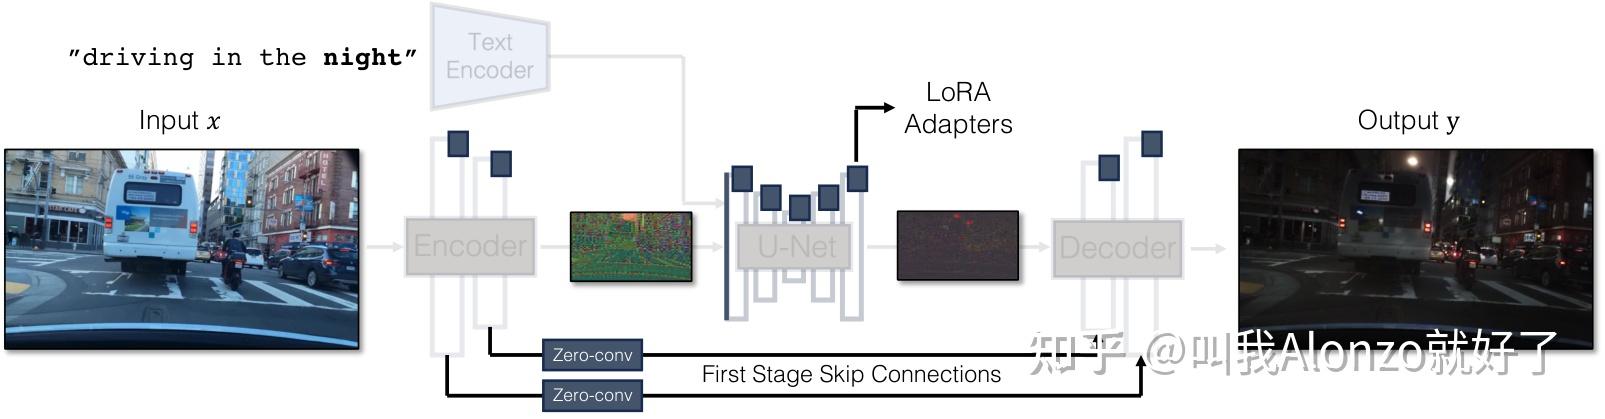 "driving in the night"
Text
Encoder
Input x
LoRA
Adapters
Output y
Encoder
U-Net
Decoder
Zero-conv
First Stage Skip Connections
Zero-conv
知乎 @叫我Alonzo就好了